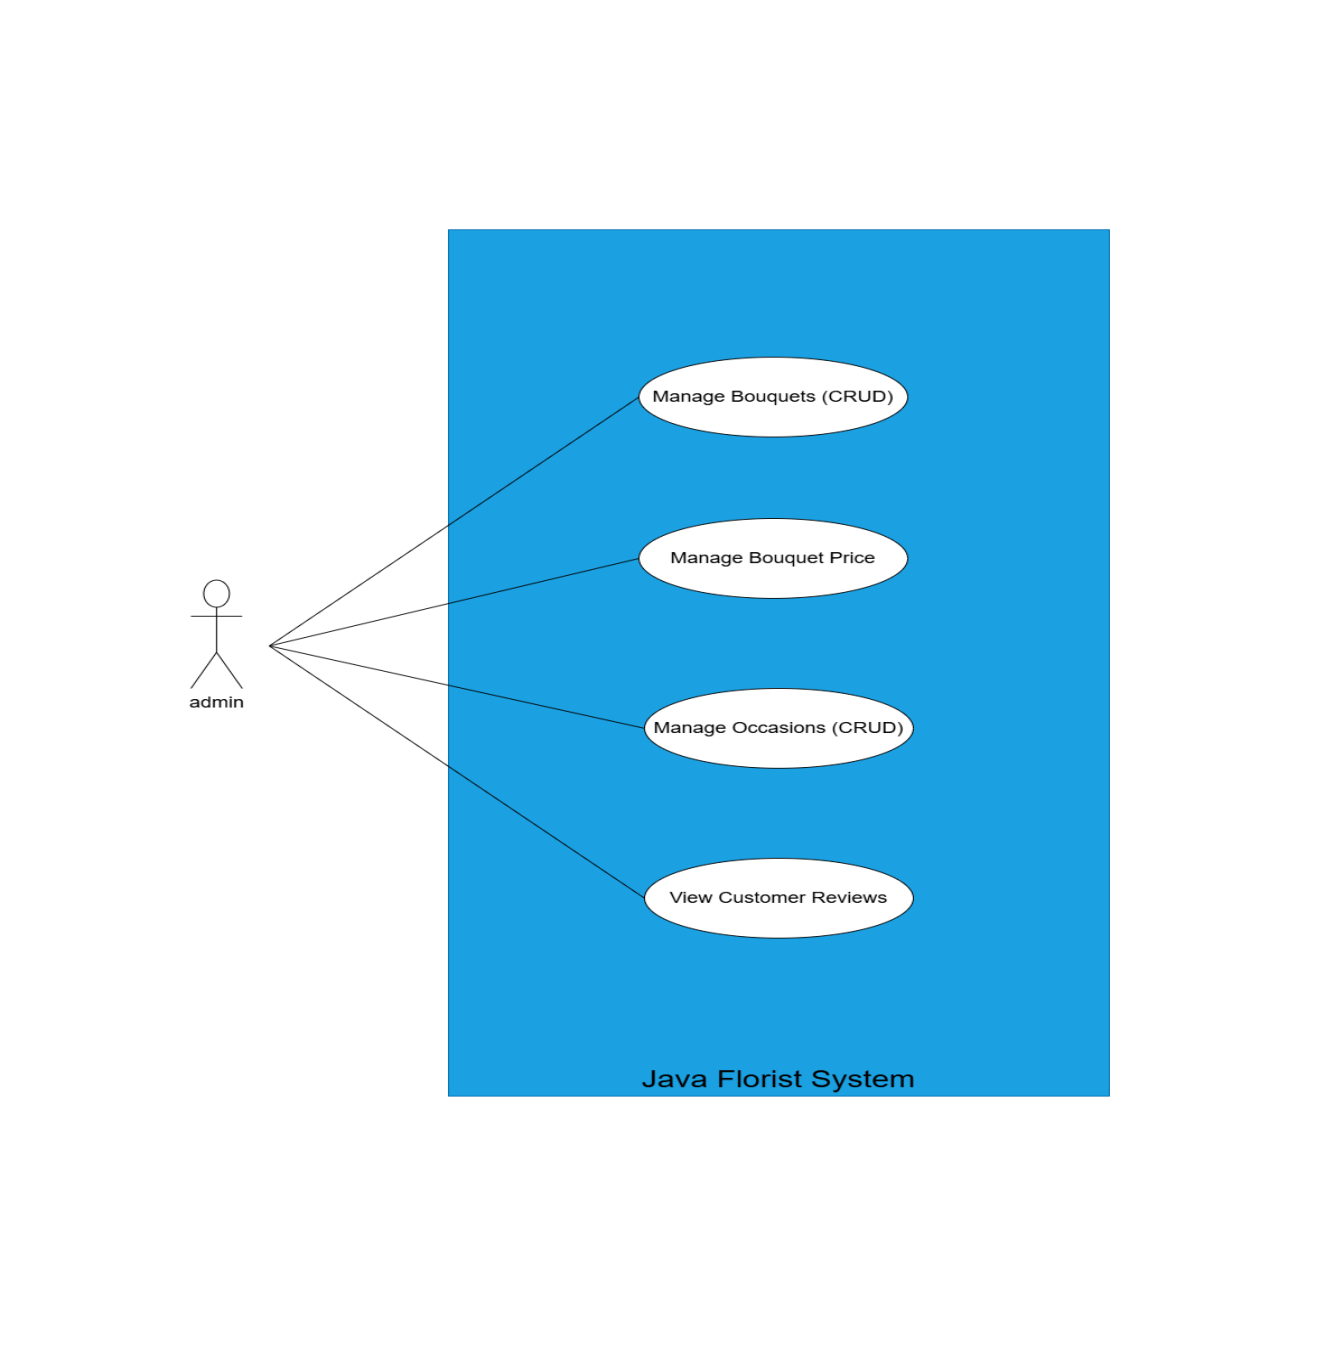 Manage Bouquets (CRUD)
Manage Bouquet Price
admin
Manage Occasions (CRUD)
View Customer Reviews
Java Florist System